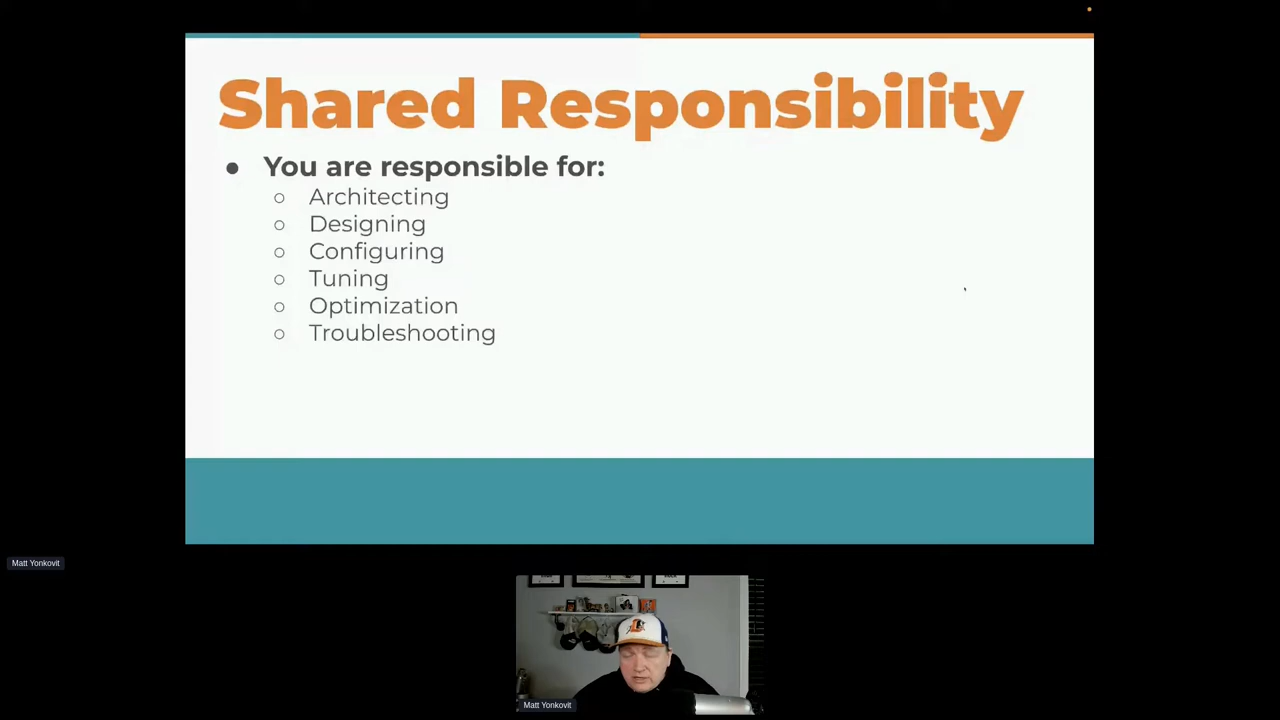 Shared Responsibility
● You are responsible for:
○ Architecting
○ Designing
○ Configuring
○ Tuning
○ Optimization
○ Troubleshooting
Matt Yonkovit
Matt Yonkovit